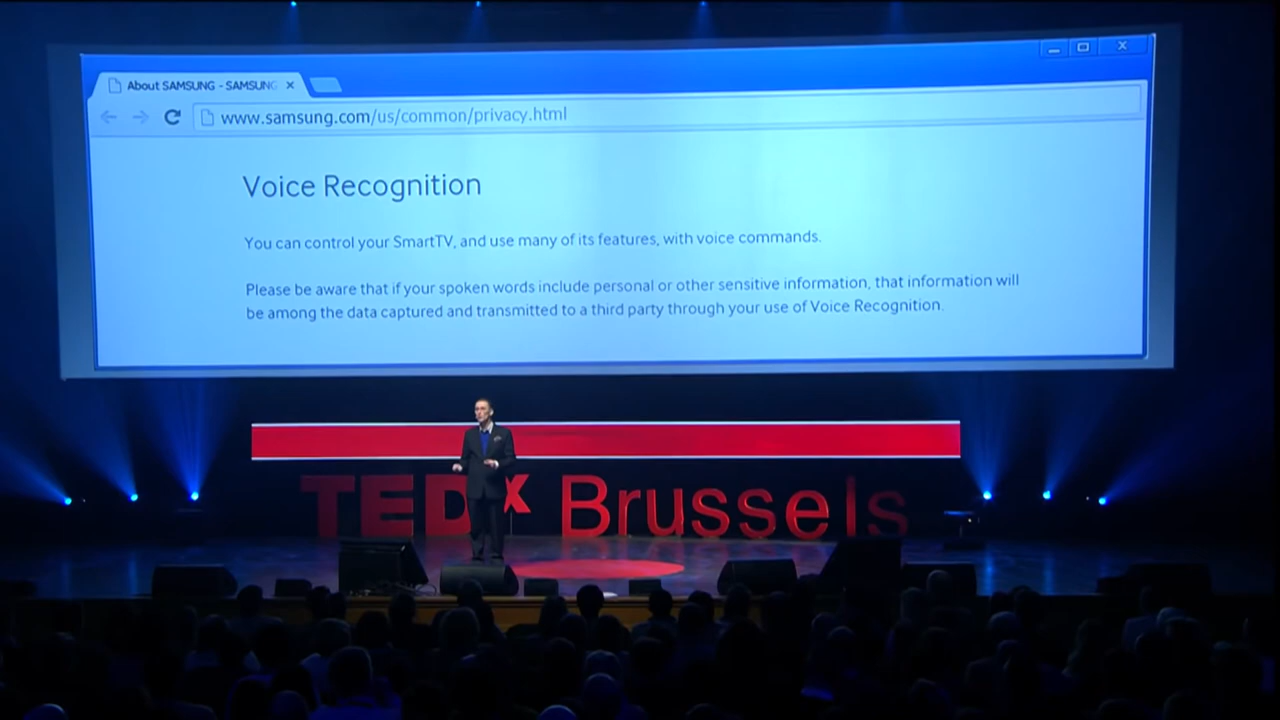 About SAMSUNG - SAMSUNG
www.samsung.com/us/common/privacy.html
Voice Recognition
You can control your SmartTV, and use many of its features, with voice commands.
Please be aware that if your spoken words include personal or other sensitive information, that information will
be among the data captured and transmitted to a third party through your use of Voice Recognition.
TEDx Brussels